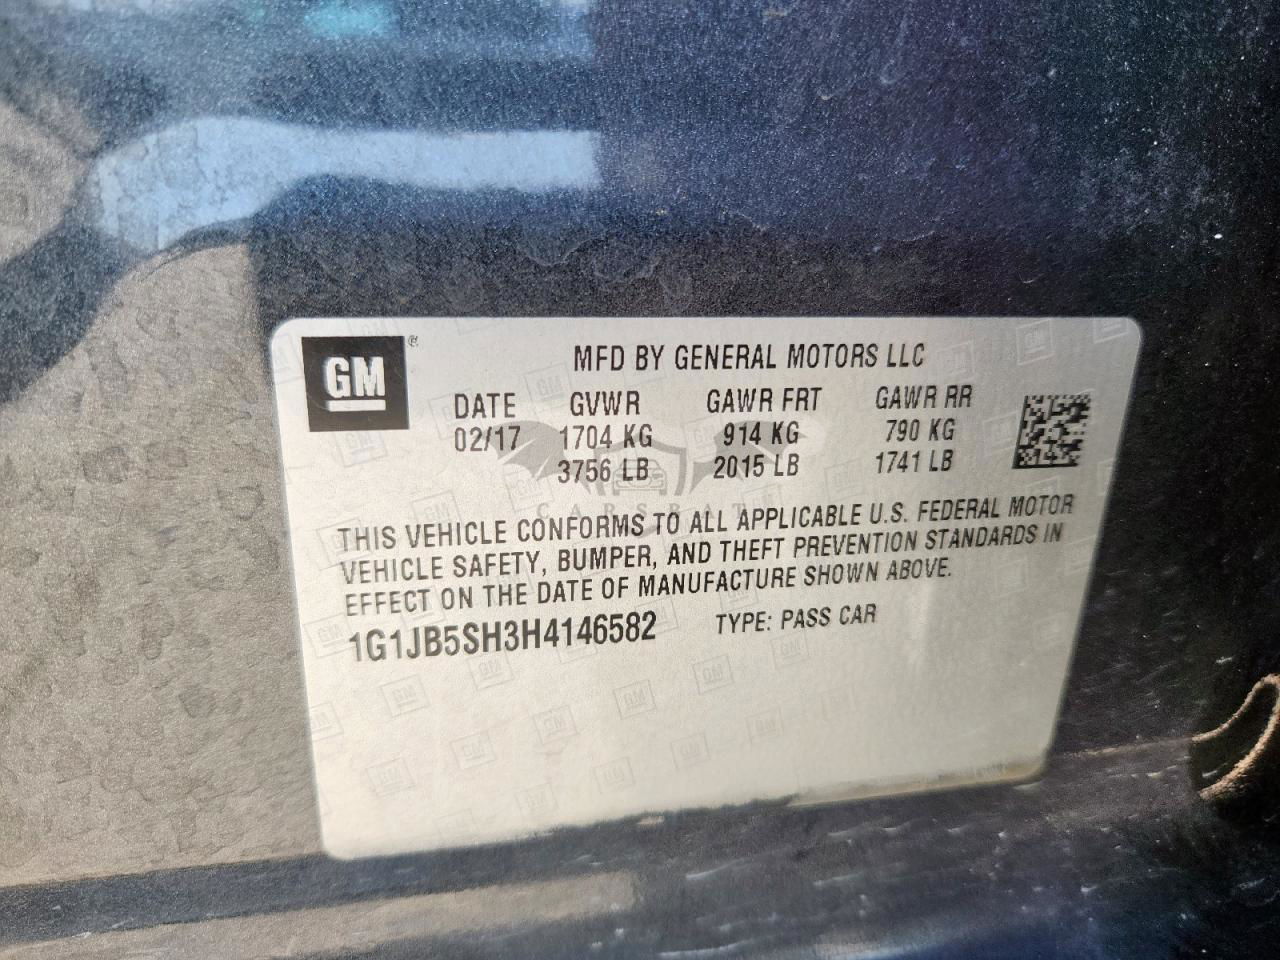 GM
MFD BY GENERAL MOTORS LLC
DATE GVWR GAWR FRT GAWR RR
02/17 1704 KG 914 KG 790 KG
3756 LB 2015 LB 1741 LB
CARSBAT
THIS VEHICLE CONFORMS TO ALL APPLICABLE U.S. FEDERAL MOTOR
VEHICLE SAFETY, BUMPER, AND THEFT PREVENTION STANDARDS IN
EFFECT ON THE DATE OF MANUFACTURE SHOWN ABOVE.
1G1JB5SH3H4146582 TYPE: PASS CAR